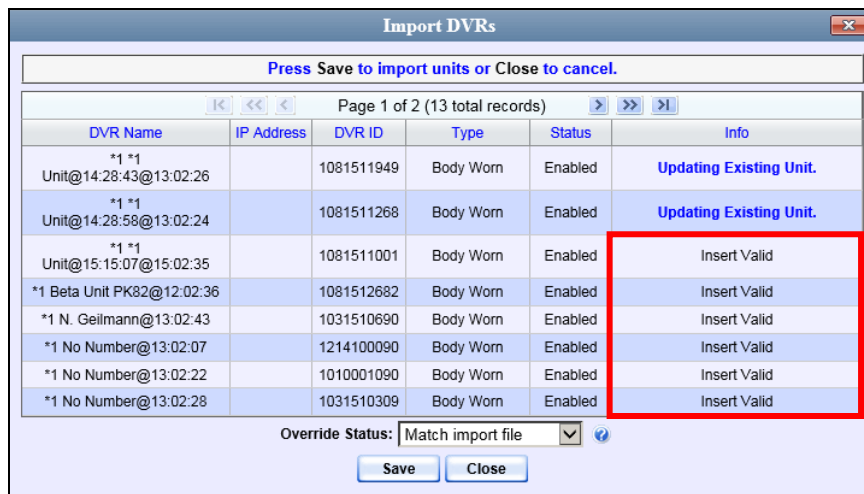 Import DVRs
Press Save to import units or Close to cancel.
Page 1 of 2 (13 total records)
DVR Name IP Address DVR ID Type Status Info
*1 *1
Unit@14:28:43@13:02:26 1081511949 Body Worn Enabled Updating Existing Unit.
*1 *1
Unit@14:28:58@13:02:24 1081511268 Body Worn Enabled Updating Existing Unit.
*1 *1
Unit@15:15:07@15:02:35 1081511001 Body Worn Enabled Insert Valid
*1 Beta Unit PK82@12:02:36 1081512682 Body Worn Enabled Insert Valid
*1 N. Geilmann@13:02:43 1031510690 Body Worn Enabled Insert Valid
*1 No Number@13:02:07 1214100090 Body Worn Enabled Insert Valid
*1 No Number@13:02:22 1010001090 Body Worn Enabled Insert Valid
*1 No Number@13:02:28 1031510309 Body Worn Enabled Insert Valid
Override Status: Match import file
Save Close